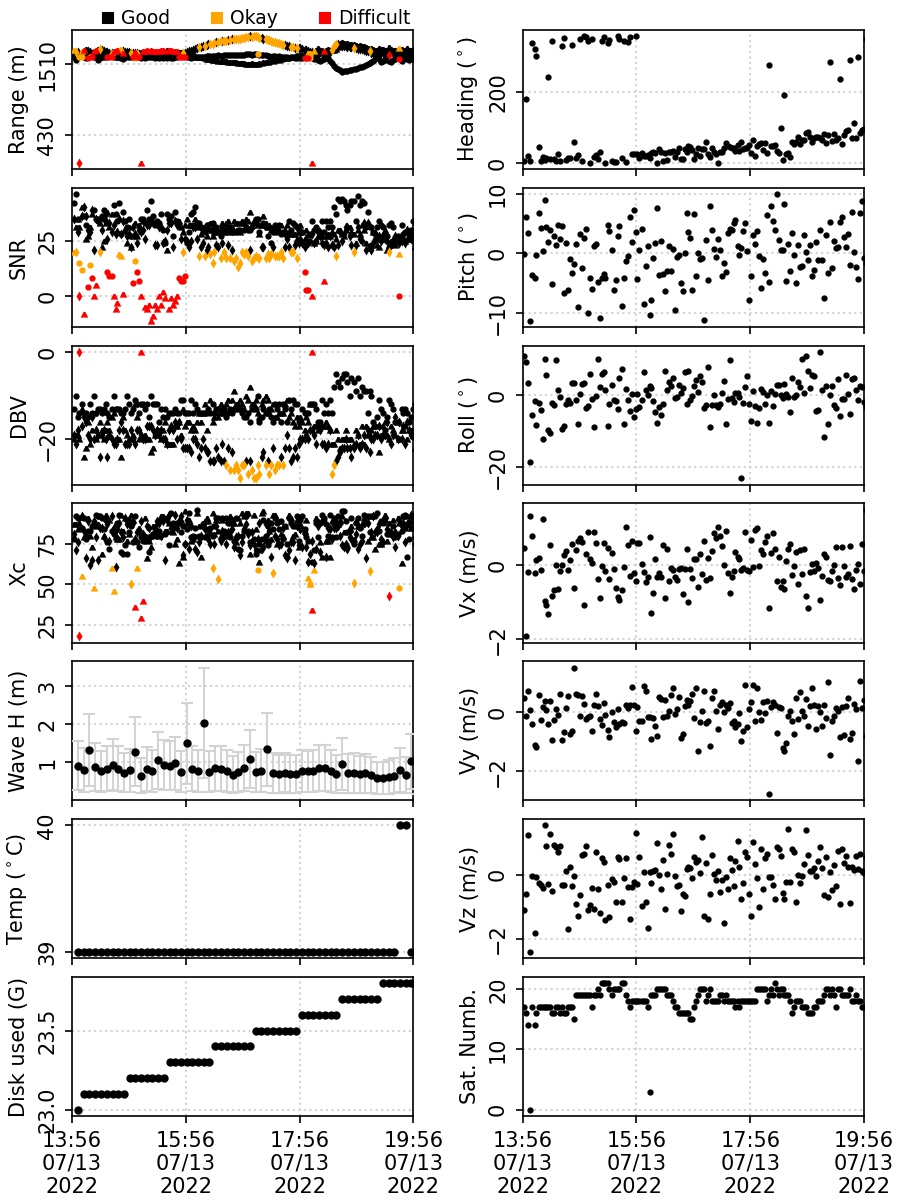 Good Okay Difficult
Range (m)
1510
430
SNR
25
0
DBV
0
−20
Xc
75
50
25
Wave H (m)
3
2
1
Temp (°C)
40
39
Disk used (G)
23.5
23.0
13:56 15:56 17:56 19:56
07/13 07/13 07/13 07/13
2022 2022 2022 2022
Heading (°)
200
0
Pitch (°)
10
0
−10
Roll (°)
0
−20
Vx (m/s)
0
−2
Vy (m/s)
0
−2
Vz (m/s)
0
−2
Sat. Numb.
20
10
0
13:56 15:56 17:56 19:56
07/13 07/13 07/13 07/13
2022 2022 2022 2022